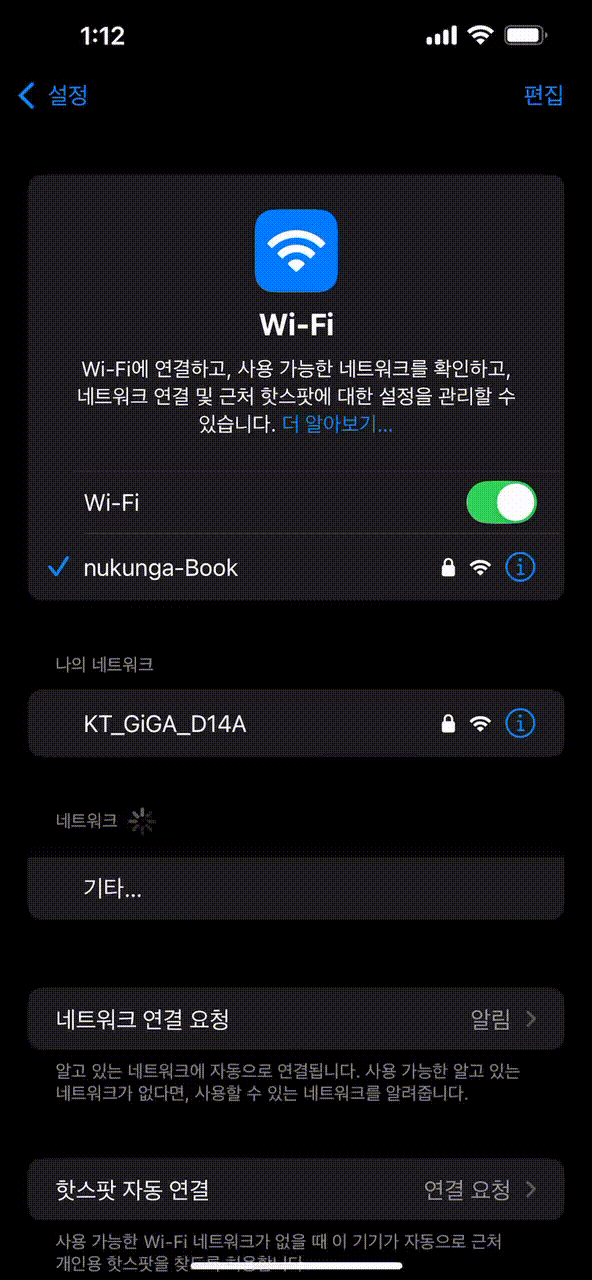 1:12
설정
편집
Wi-Fi
Wi-Fi에 연결하고, 사용 가능한 네트워크를 확인하고,
네트워크 연결 및 근처 핫스팟에 대한 설정을 관리할 수
있습니다. 더 알아보기...
Wi-Fi
nukunga-Book
나의 네트워크
KT_GiGA_D14A
네트워크
기타...
네트워크 연결 요청 알림
알고 있는 네트워크에 자동으로 연결됩니다. 사용 가능한 알고 있는
네트워크가 없다면, 사용할 수 있는 네트워크를 알려줍니다.
핫스팟 자동 연결 연결 요청
사용 가능한 Wi-Fi 네트워크가 없을 때 이 기기가 자동으로 근처
개인용 핫스팟을 찾도록 허용합니다.